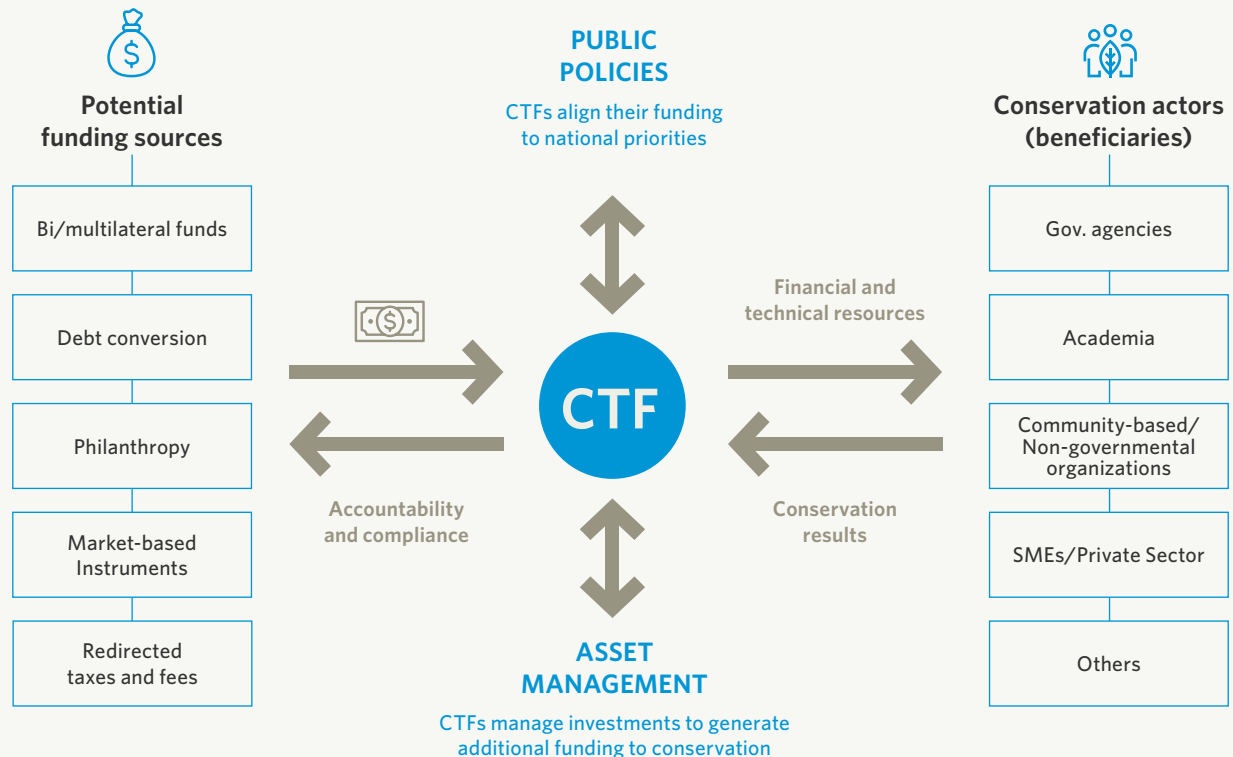 $
Potential
funding sources
Bi/multilateral funds
Debt conversion
Philanthropy
Market-based
Instruments
Redirected
taxes and fees
$
Accountability
and compliance
PUBLIC
POLICIES
CTFs align their funding
to national priorities
CTF
ASSET
MANAGEMENT
CTFs manage investments to generate
additional funding to conservation
Financial and
technical resources
Conservation
results
Conservation actors
(beneficiaries)
Gov. agencies
Academia
Community-based/
Non-governmental
organizations
SMEs/Private Sector
Others